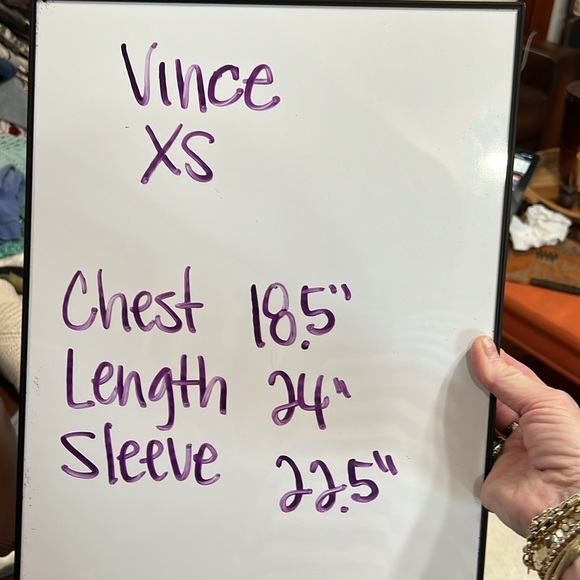 Vince
XS
Chest 18.5"
Length 24"
Sleeve 22.5"